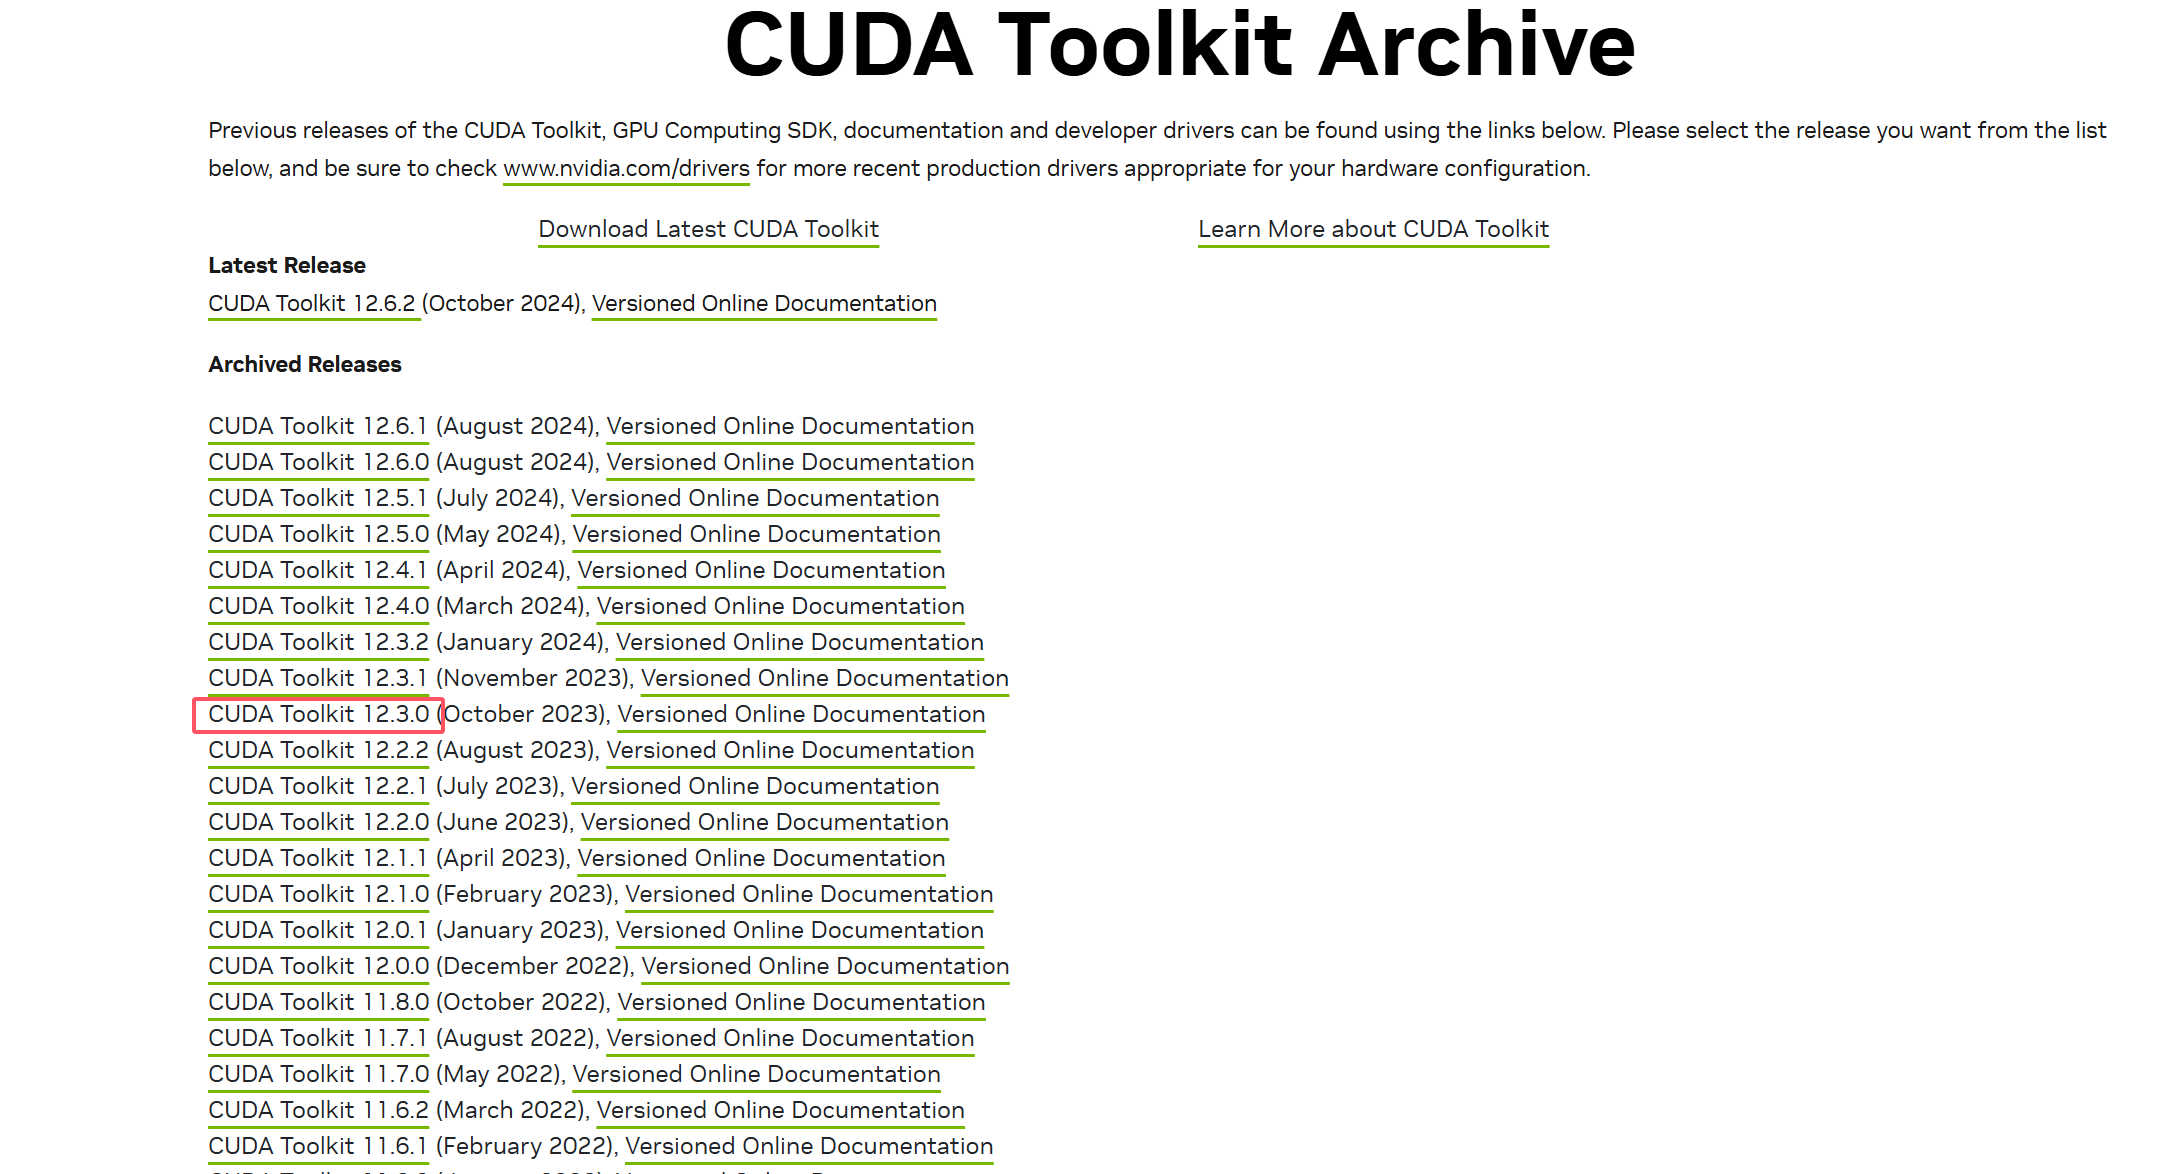 CUDA Toolkit Archive
Previous releases of the CUDA Toolkit, GPU Computing SDK, documentation and developer drivers can be found using the links below. Please select the release you want from the list
below, and be sure to check www.nvidia.com/drivers for more recent production drivers appropriate for your hardware configuration.
Download Latest CUDA Toolkit Learn More about CUDA Toolkit
Latest Release
CUDA Toolkit 12.6.2 (October 2024), Versioned Online Documentation
Archived Releases
CUDA Toolkit 12.6.1 (August 2024), Versioned Online Documentation
CUDA Toolkit 12.6.0 (August 2024), Versioned Online Documentation
CUDA Toolkit 12.5.1 (July 2024), Versioned Online Documentation
CUDA Toolkit 12.5.0 (May 2024), Versioned Online Documentation
CUDA Toolkit 12.4.1 (April 2024), Versioned Online Documentation
CUDA Toolkit 12.4.0 (March 2024), Versioned Online Documentation
CUDA Toolkit 12.3.2 (January 2024), Versioned Online Documentation
CUDA Toolkit 12.3.1 (November 2023), Versioned Online Documentation
CUDA Toolkit 12.3.0 (October 2023), Versioned Online Documentation
CUDA Toolkit 12.2.2 (August 2023), Versioned Online Documentation
CUDA Toolkit 12.2.1 (July 2023), Versioned Online Documentation
CUDA Toolkit 12.2.0 (June 2023), Versioned Online Documentation
CUDA Toolkit 12.1.1 (April 2023), Versioned Online Documentation
CUDA Toolkit 12.1.0 (February 2023), Versioned Online Documentation
CUDA Toolkit 12.0.1 (January 2023), Versioned Online Documentation
CUDA Toolkit 12.0.0 (December 2022), Versioned Online Documentation
CUDA Toolkit 11.8.0 (October 2022), Versioned Online Documentation
CUDA Toolkit 11.7.1 (August 2022), Versioned Online Documentation
CUDA Toolkit 11.7.0 (May 2022), Versioned Online Documentation
CUDA Toolkit 11.6.2 (March 2022), Versioned Online Documentation
CUDA Toolkit 11.6.1 (February 2022), Versioned Online Documentation